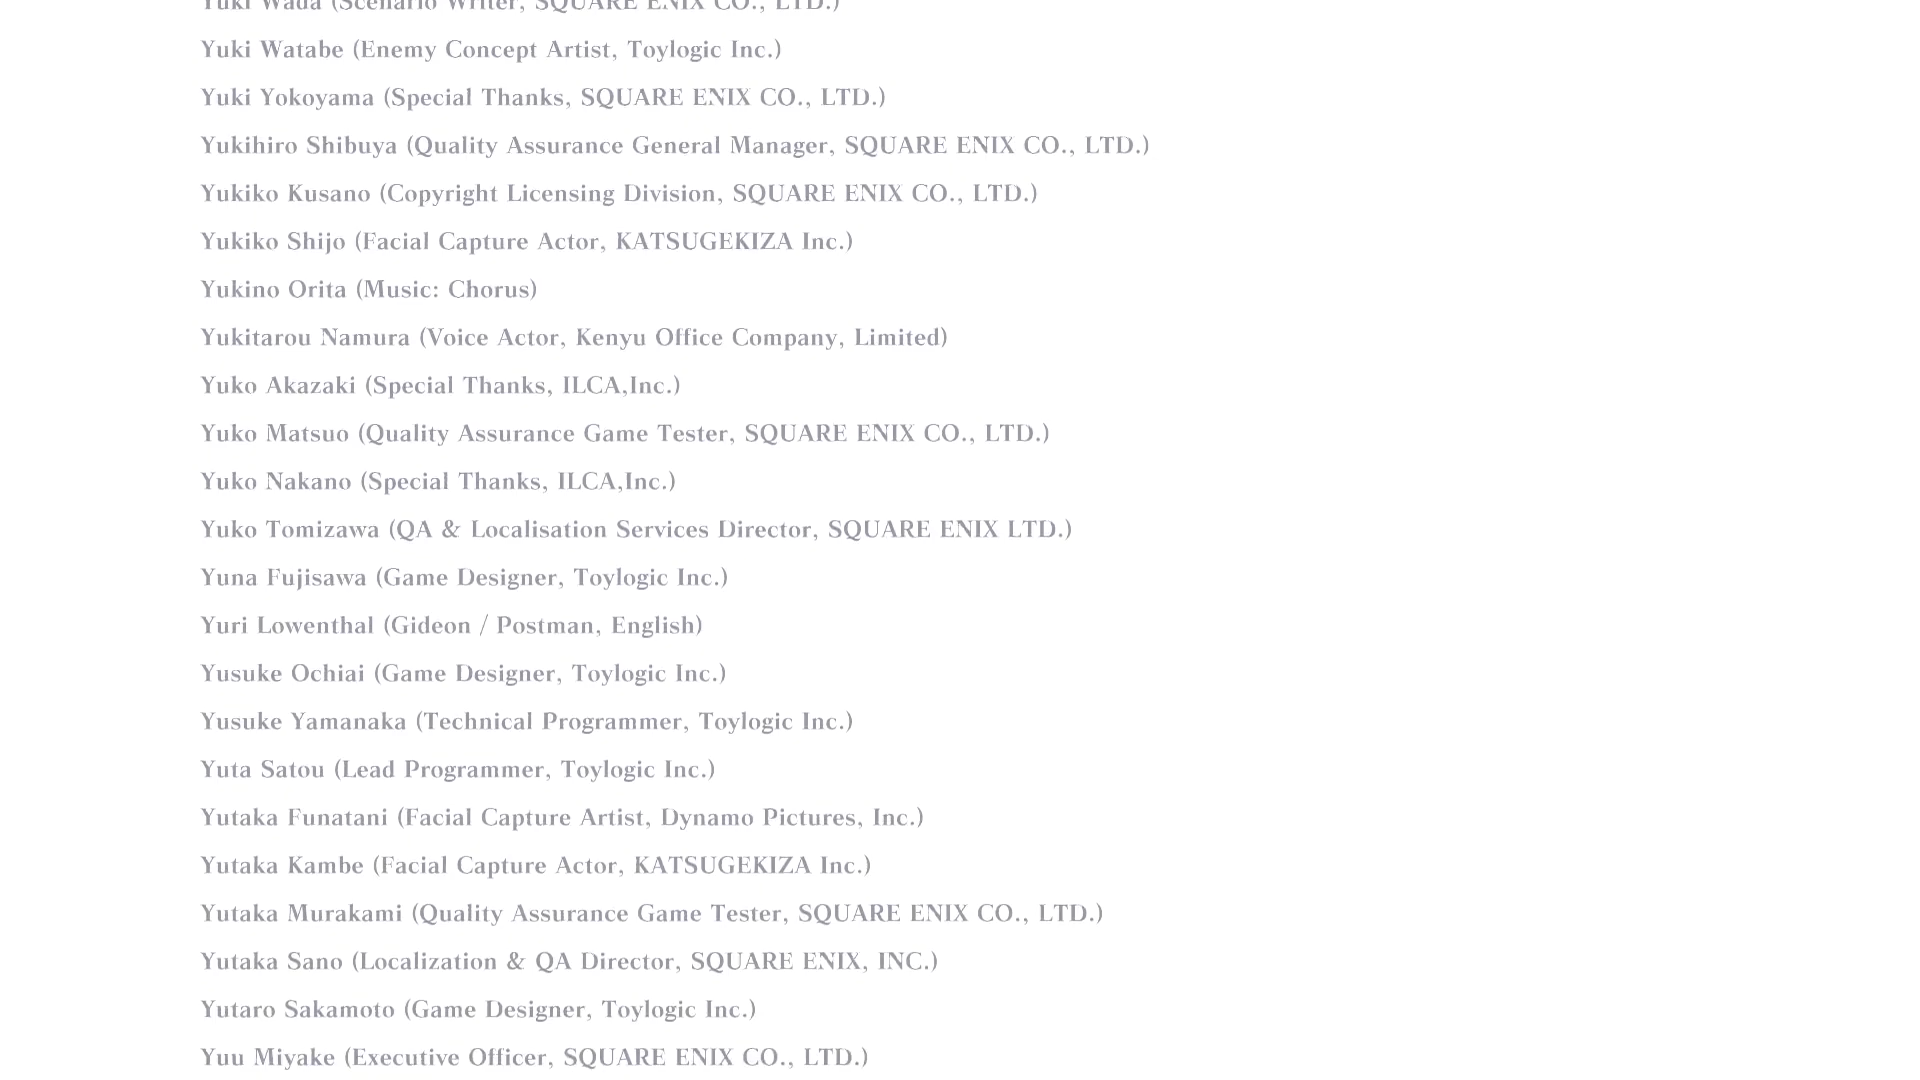 Yuki Wada (Scenario Writer, SQUARE ENIX CO., LTD.)
Yuki Watabe (Enemy Concept Artist, Toylogic Inc.)
Yuki Yokoyama (Special Thanks, SQUARE ENIX CO., LTD.)
Yukihiro Shibuya (Quality Assurance General Manager, SQUARE ENIX CO., LTD.)
Yukiko Kusano (Copyright Licensing Division, SQUARE ENIX CO., LTD.)
Yukiko Shijo (Facial Capture Actor, KATSUGEKIZA Inc.)
Yukino Orita (Music: Chorus)
Yukitarou Namura (Voice Actor, Kenyu Office Company, Limited)
Yuko Akazaki (Special Thanks, ILCA,Inc.)
Yuko Matsuo (Quality Assurance Game Tester, SQUARE ENIX CO., LTD.)
Yuko Nakano (Special Thanks, ILCA,Inc.)
Yuko Tomizawa (QA & Localisation Services Director, SQUARE ENIX LTD.)
Yuna Fujisawa (Game Designer, Toylogic Inc.)
Yuri Lowenthal (Gideon / Postman, English)
Yusuke Ochiai (Game Designer, Toylogic Inc.)
Yusuke Yamanaka (Technical Programmer, Toylogic Inc.)
Yuta Satou (Lead Programmer, Toylogic Inc.)
Yutaka Funatani (Facial Capture Artist, Dynamo Pictures, Inc.)
Yutaka Kambe (Facial Capture Actor, KATSUGEKIZA Inc.)
Yutaka Murakami (Quality Assurance Game Tester, SQUARE ENIX CO., LTD.)
Yutaka Sano (Localization & QA Director, SQUARE ENIX, INC.)
Yutaro Sakamoto (Game Designer, Toylogic Inc.)
Yuu Miyake (Executive Officer, SQUARE ENIX CO., LTD.)